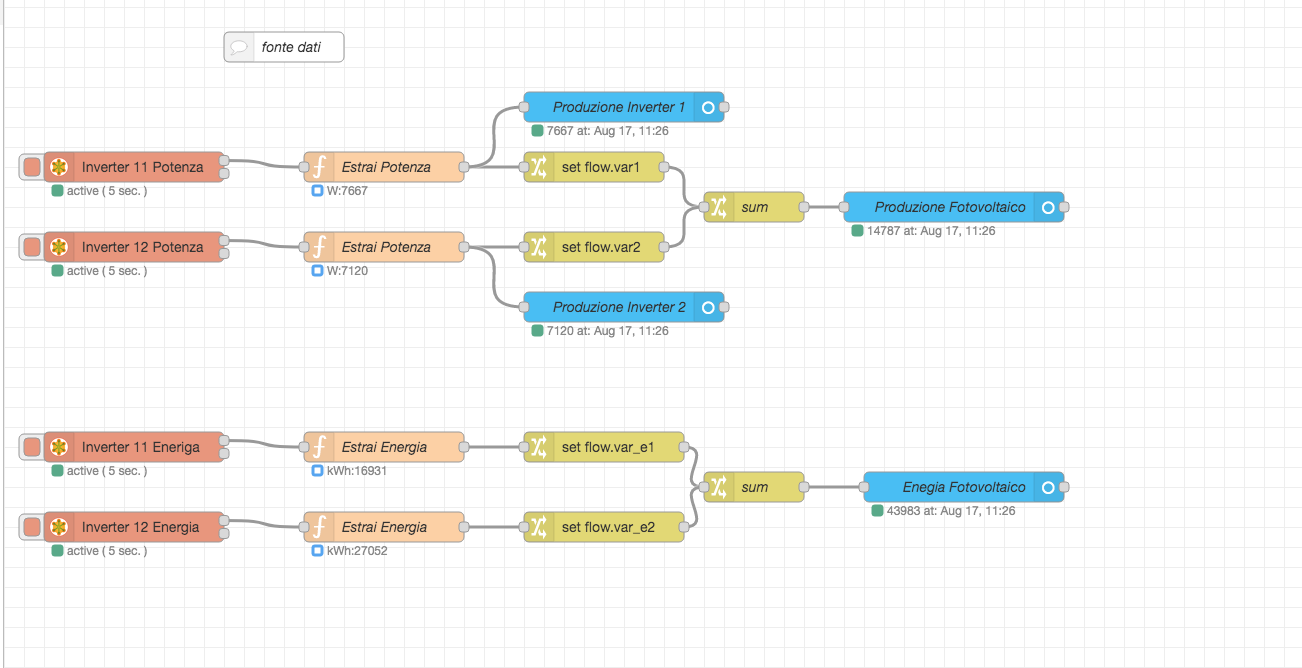 fonte dati
Produzione Inverter 1
7667 at: Aug 17, 11:26
Inverter 11 Potenza
active ( 5 sec. )
Estrai Potenza
W:7667
set flow.var1
sum
Produzione Fotovoltaico
14787 at: Aug 17, 11:26
Inverter 12 Potenza
active ( 5 sec. )
Estrai Potenza
W:7120
set flow.var2
Produzione Inverter 2
7120 at: Aug 17, 11:26
Inverter 11 Eneriga
active ( 5 sec. )
Estrai Energia
kWh:16931
set flow.var_e1
sum
Enegia Fotovoltaico
43983 at: Aug 17, 11:26
Inverter 12 Energia
active ( 5 sec. )
Estrai Energia
kWh:27052
set flow.var_e2